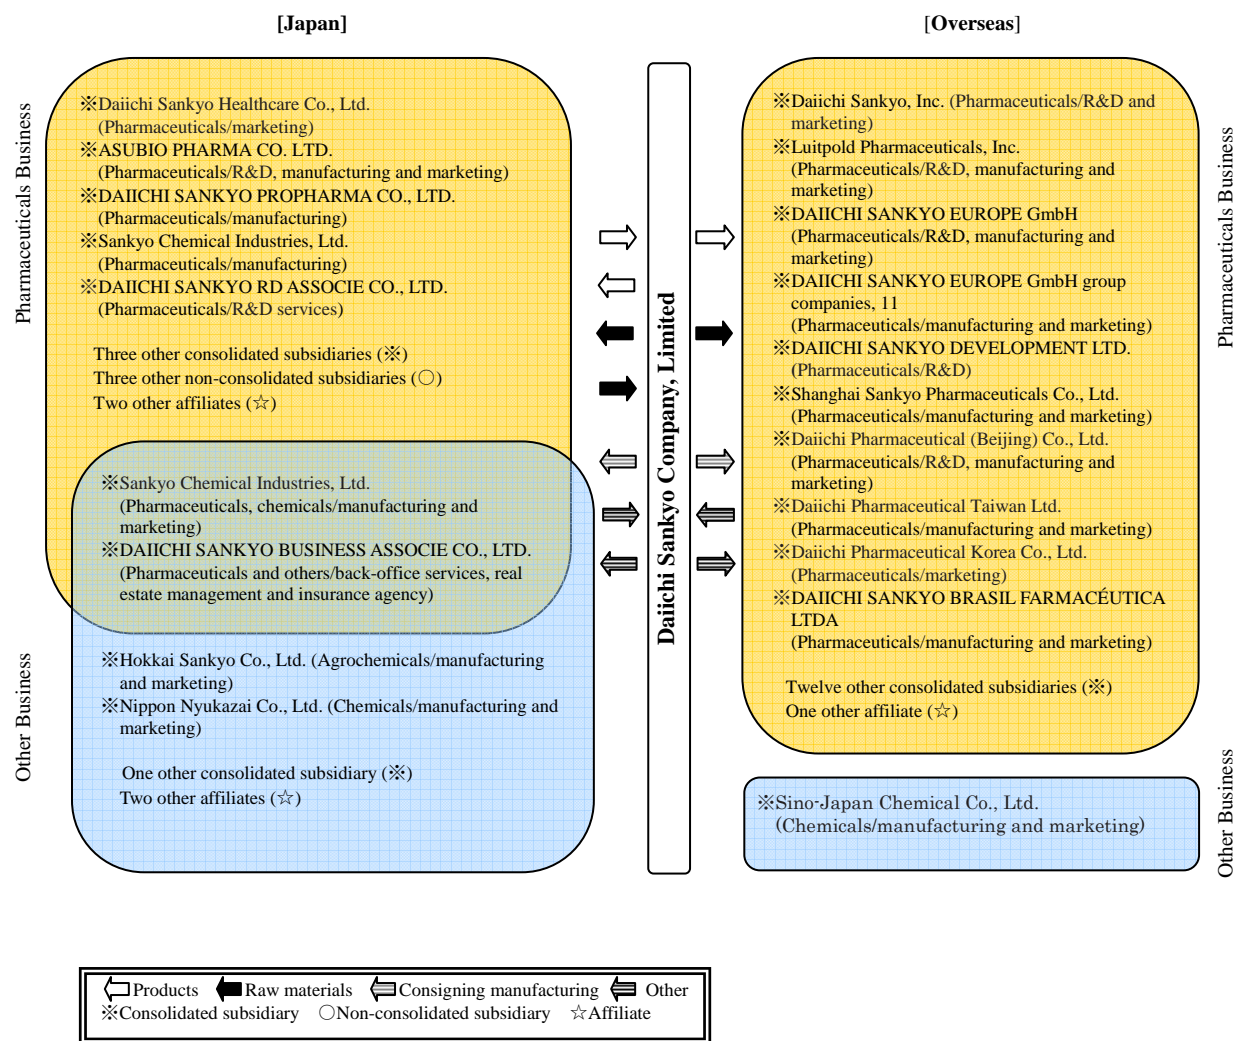 [Japan]
[Overseas]
Pharmaceuticals Business
※Daiichi Sankyo Healthcare Co., Ltd.
(Pharmaceuticals/marketing)
※ASUBIO PHARMA CO. LTD.
(Pharmaceuticals/R&D, manufacturing and marketing)
※DAIICHI SANKYO PROPHARMA CO., LTD.
(Pharmaceuticals/manufacturing)
※Sankyo Chemical Industries, Ltd.
(Pharmaceuticals/manufacturing)
※DAIICHI SANKYO RD ASSOCIE CO., LTD.
(Pharmaceuticals/R&D services)
Three other consolidated subsidiaries (※)
Three other non-consolidated subsidiaries (○)
Two other affiliates (☆)
※Sankyo Chemical Industries, Ltd.
(Pharmaceuticals, chemicals/manufacturing and
marketing)
※DAIICHI SANKYO BUSINESS ASSOCIE CO., LTD.
(Pharmaceuticals and others/back-office services, real
estate management and insurance agency)
Other Business
※Hokkai Sankyo Co., Ltd. (Agrochemicals/manufacturing
and marketing)
※Nippon Nyukazai Co., Ltd. (Chemicals/manufacturing and
marketing)
One other consolidated subsidiary (※)
Two other affiliates (☆)
Daiichi Sankyo Company, Limited
※Daiichi Sankyo, Inc. (Pharmaceuticals/R&D and
marketing)
※Luitpold Pharmaceuticals, Inc.
(Pharmaceuticals/R&D, manufacturing and
marketing)
※DAIICHI SANKYO EUROPE GmbH
(Pharmaceuticals/R&D, manufacturing and
marketing)
※DAIICHI SANKYO EUROPE GmbH group
companies, 11
(Pharmaceuticals/manufacturing and marketing)
※DAIICHI SANKYO DEVELOPMENT LTD.
(Pharmaceuticals/R&D)
※Shanghai Sankyo Pharmaceuticals Co., Ltd.
(Pharmaceuticals/manufacturing and marketing)
※Daiichi Pharmaceutical (Beijing) Co., Ltd.
(Pharmaceuticals/R&D, manufacturing and
marketing)
※Daiichi Pharmaceutical Taiwan Ltd.
(Pharmaceuticals/manufacturing and marketing)
※Daiichi Pharmaceutical Korea Co., Ltd.
(Pharmaceuticals/marketing)
※DAIICHI SANKYO BRASIL FARMACÉUTICA
LTDA
(Pharmaceuticals/manufacturing and marketing)
Twelve other consolidated subsidiaries (※)
One other affiliate (☆)
Pharmaceuticals Business
※Sino-Japan Chemical Co., Ltd.
(Chemicals/manufacturing and marketing)
Other Business
Products Raw materials Consigning manufacturing Other
※Consolidated subsidiary ○Non-consolidated subsidiary ☆Affiliate